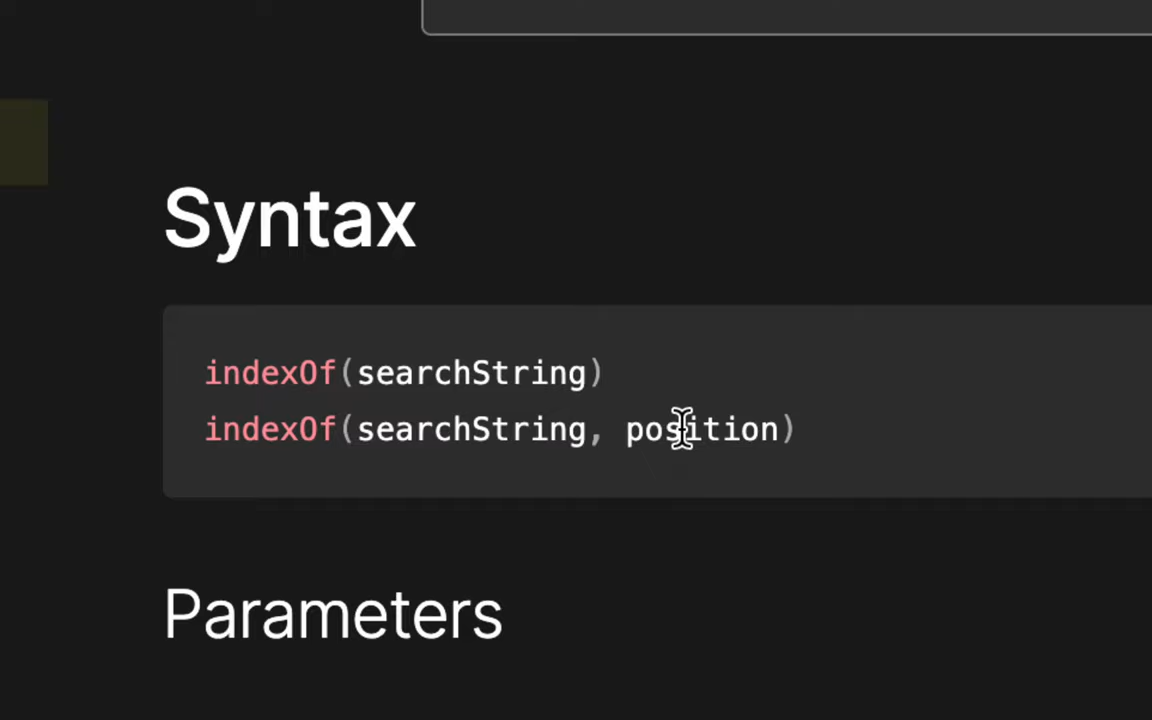 Syntax
indexOf(searchString)
indexOf(searchString, position)
Parameters